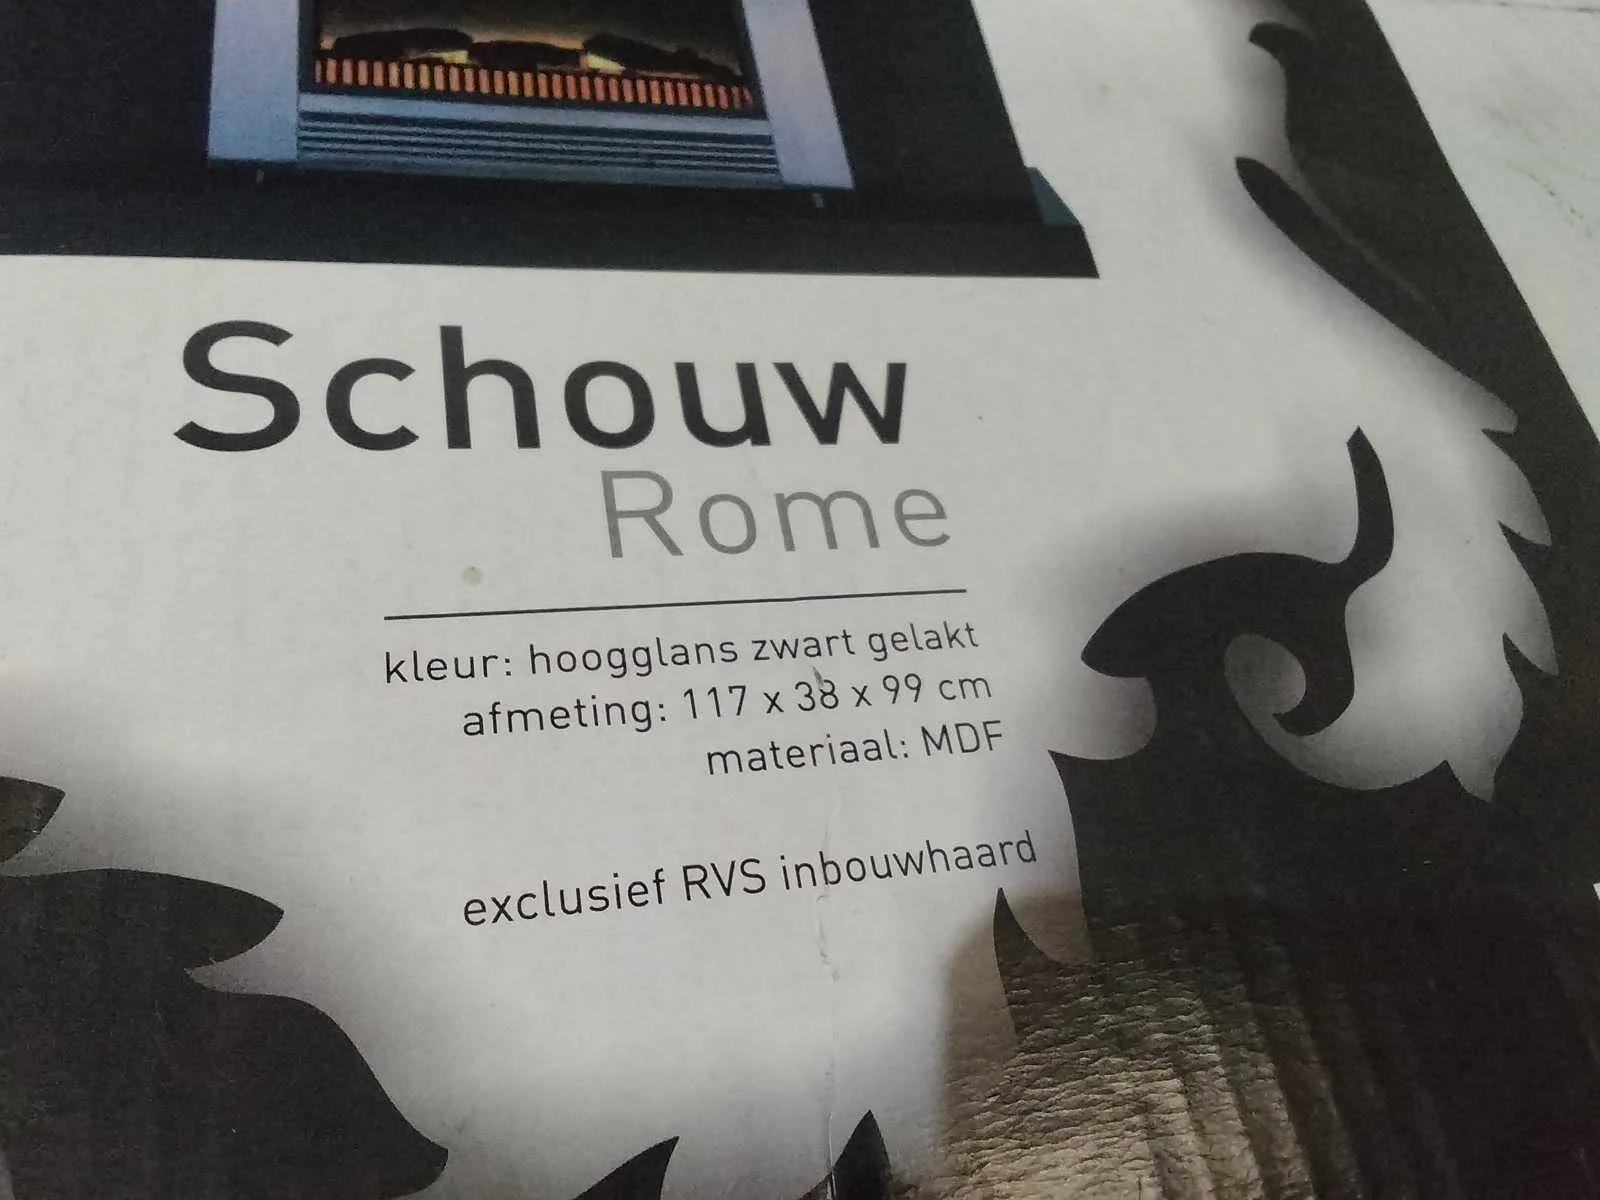 Schouw
Rome
kleur: hoogglans zwart gelakt
afmeting: 117 x 38 x 99 cm
materiaal: MDF
exclusief RVS inbouwhaard